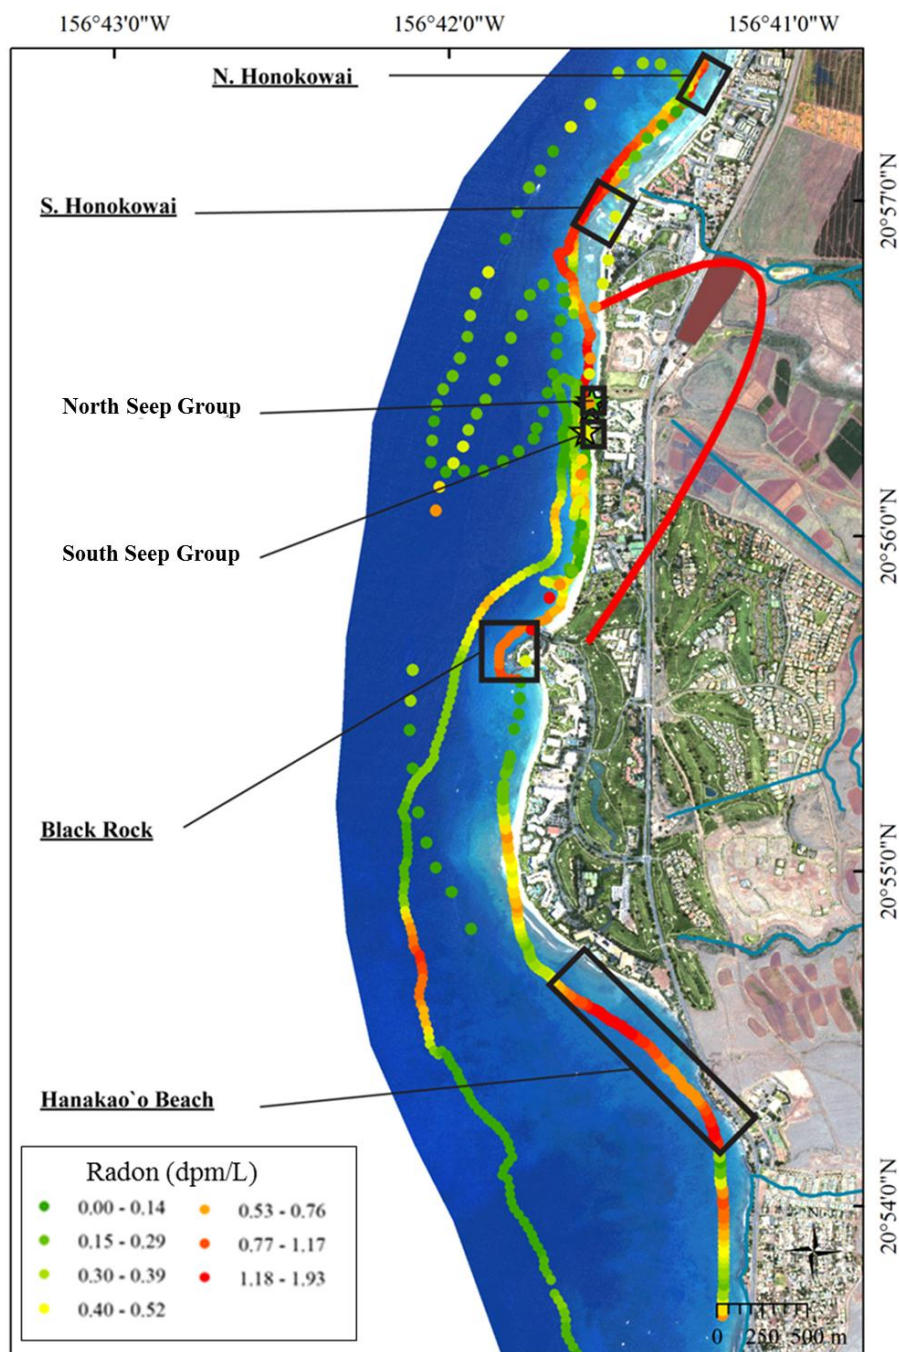 156°43'0"W 156°42'0"W 156°41'0"W
N. Honokowai
S. Honokowai
20°57'0"N
North Seep Group
20°56'0"N
South Seep Group
Black Rock
20°55'0"N
Hanakao`o Beach
20°54'0"N
Radon (dpm/L)
0.00 - 0.14
0.15 - 0.29
0.30 - 0.39
0.40 - 0.52
0.53 - 0.76
0.77 - 1.17
1.18 - 1.93
0 250 500 m